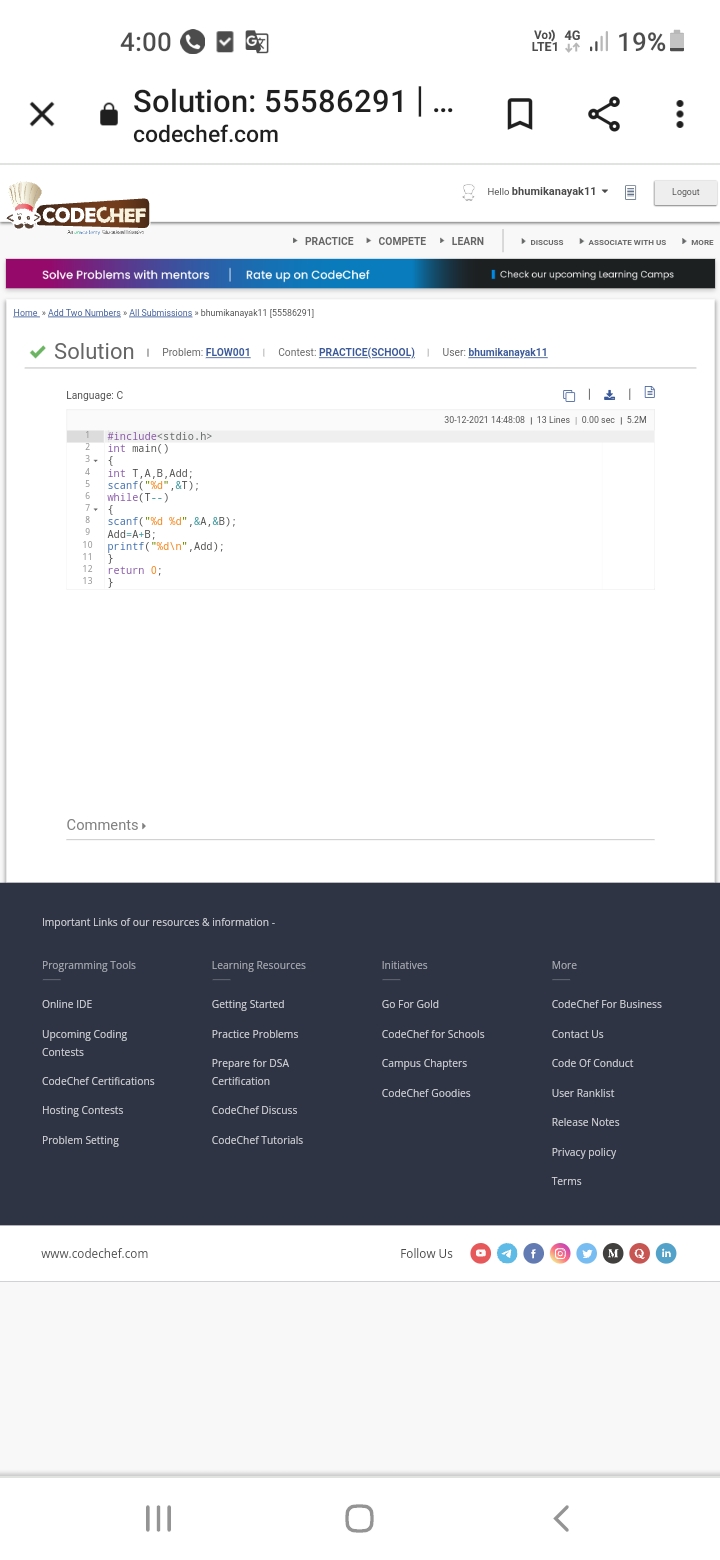 4:00
Vo)) LTE1 4G 19%
Solution: 55586291 | ...
codechef.com
CODECHEF
Hello bhumikanayak11
Logout
PRACTICE COMPETE LEARN DISCUSS ASSOCIATE WITH US MORE
Solve Problems with mentors | Rate up on CodeChef Check our upcoming Learning Camps
Home » Add Two Numbers » All Submissions » bhumikanayak11 [55586291]
Solution | Problem: FLOW001 | Contest: PRACTICE(SCHOOL) | User: bhumikanayak11
Language: C
30-12-2021 14:48:08 | 13 Lines | 0.00 sec | 5.2M
1 #include<stdio.h>
2 int main()
3 {
4 int T,A,B,Add;
5 scanf("%d",&T);
6 while(T--)
7 {
8 scanf("%d %d",&A,&B);
9 Add=A+B;
10 printf("%d\n",Add);
11 }
12 return 0;
13 }
Comments
Important Links of our resources & information -
Programming Tools
Online IDE
Upcoming Coding
Contests
CodeChef Certifications
Hosting Contests
Problem Setting
Learning Resources
Getting Started
Practice Problems
Prepare for DSA
Certification
CodeChef Discuss
CodeChef Tutorials
Initiatives
Go For Gold
CodeChef for Schools
Campus Chapters
CodeChef Goodies
More
CodeChef For Business
Contact Us
Code Of Conduct
User Ranklist
Release Notes
Privacy policy
Terms
www.codechef.com
Follow Us